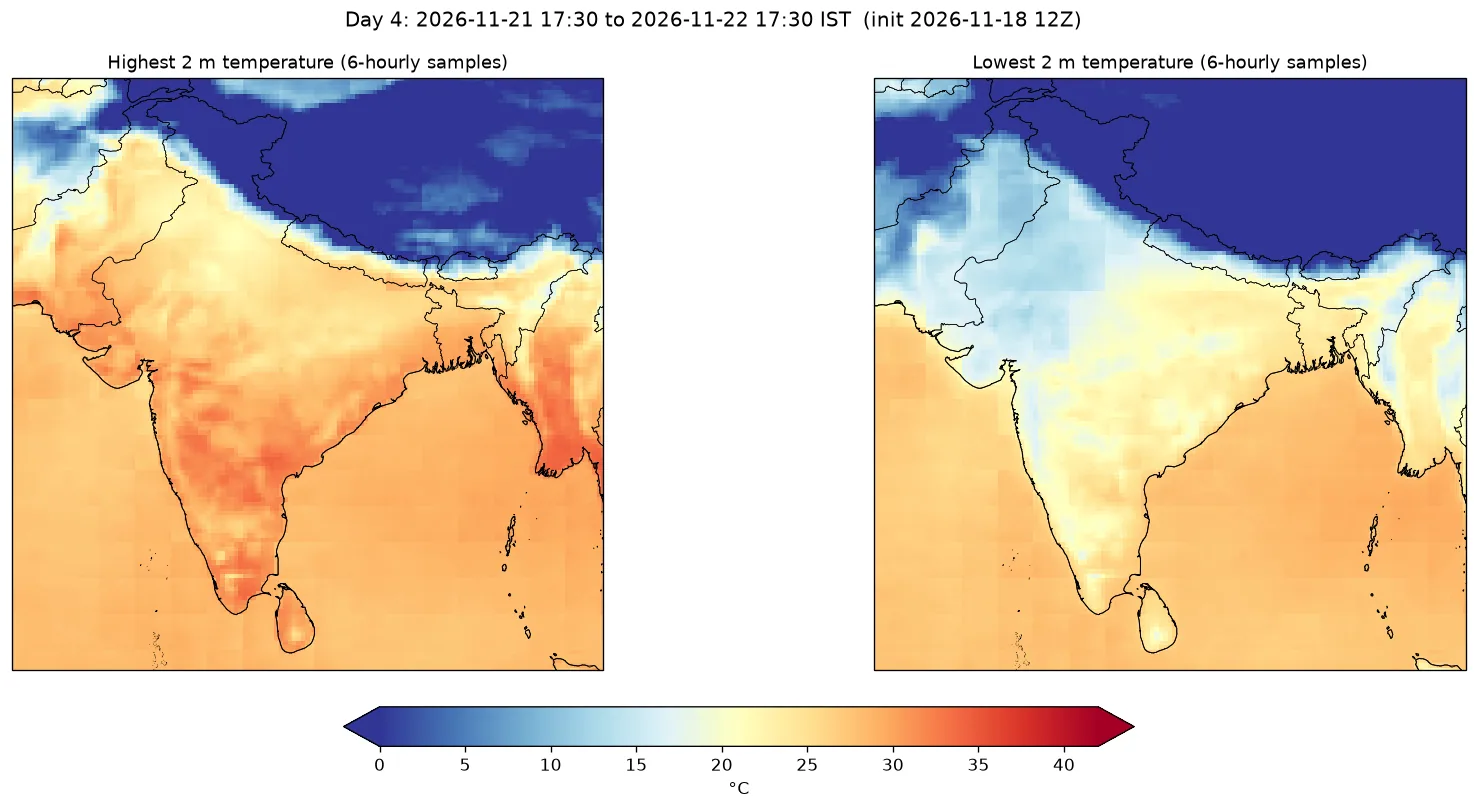 Day 4: 2026-11-21 17:30 to 2026-11-22 17:30 IST (init 2026-11-18 12Z)
Highest 2 m temperature (6-hourly samples)
Lowest 2 m temperature (6-hourly samples)
0 5 10 15 20 25 30 35 40
°C